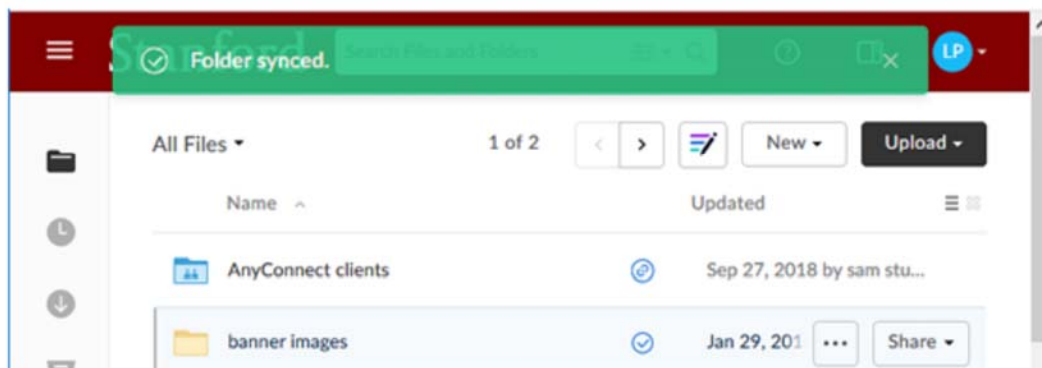 Stanford
Folder synced.
Search Files and Folders
LP
All Files
1 of 2
New
Upload
Name
Updated
AnyConnect clients
Sep 27, 2018 by sam stu...
banner images
Jan 29, 201
Share